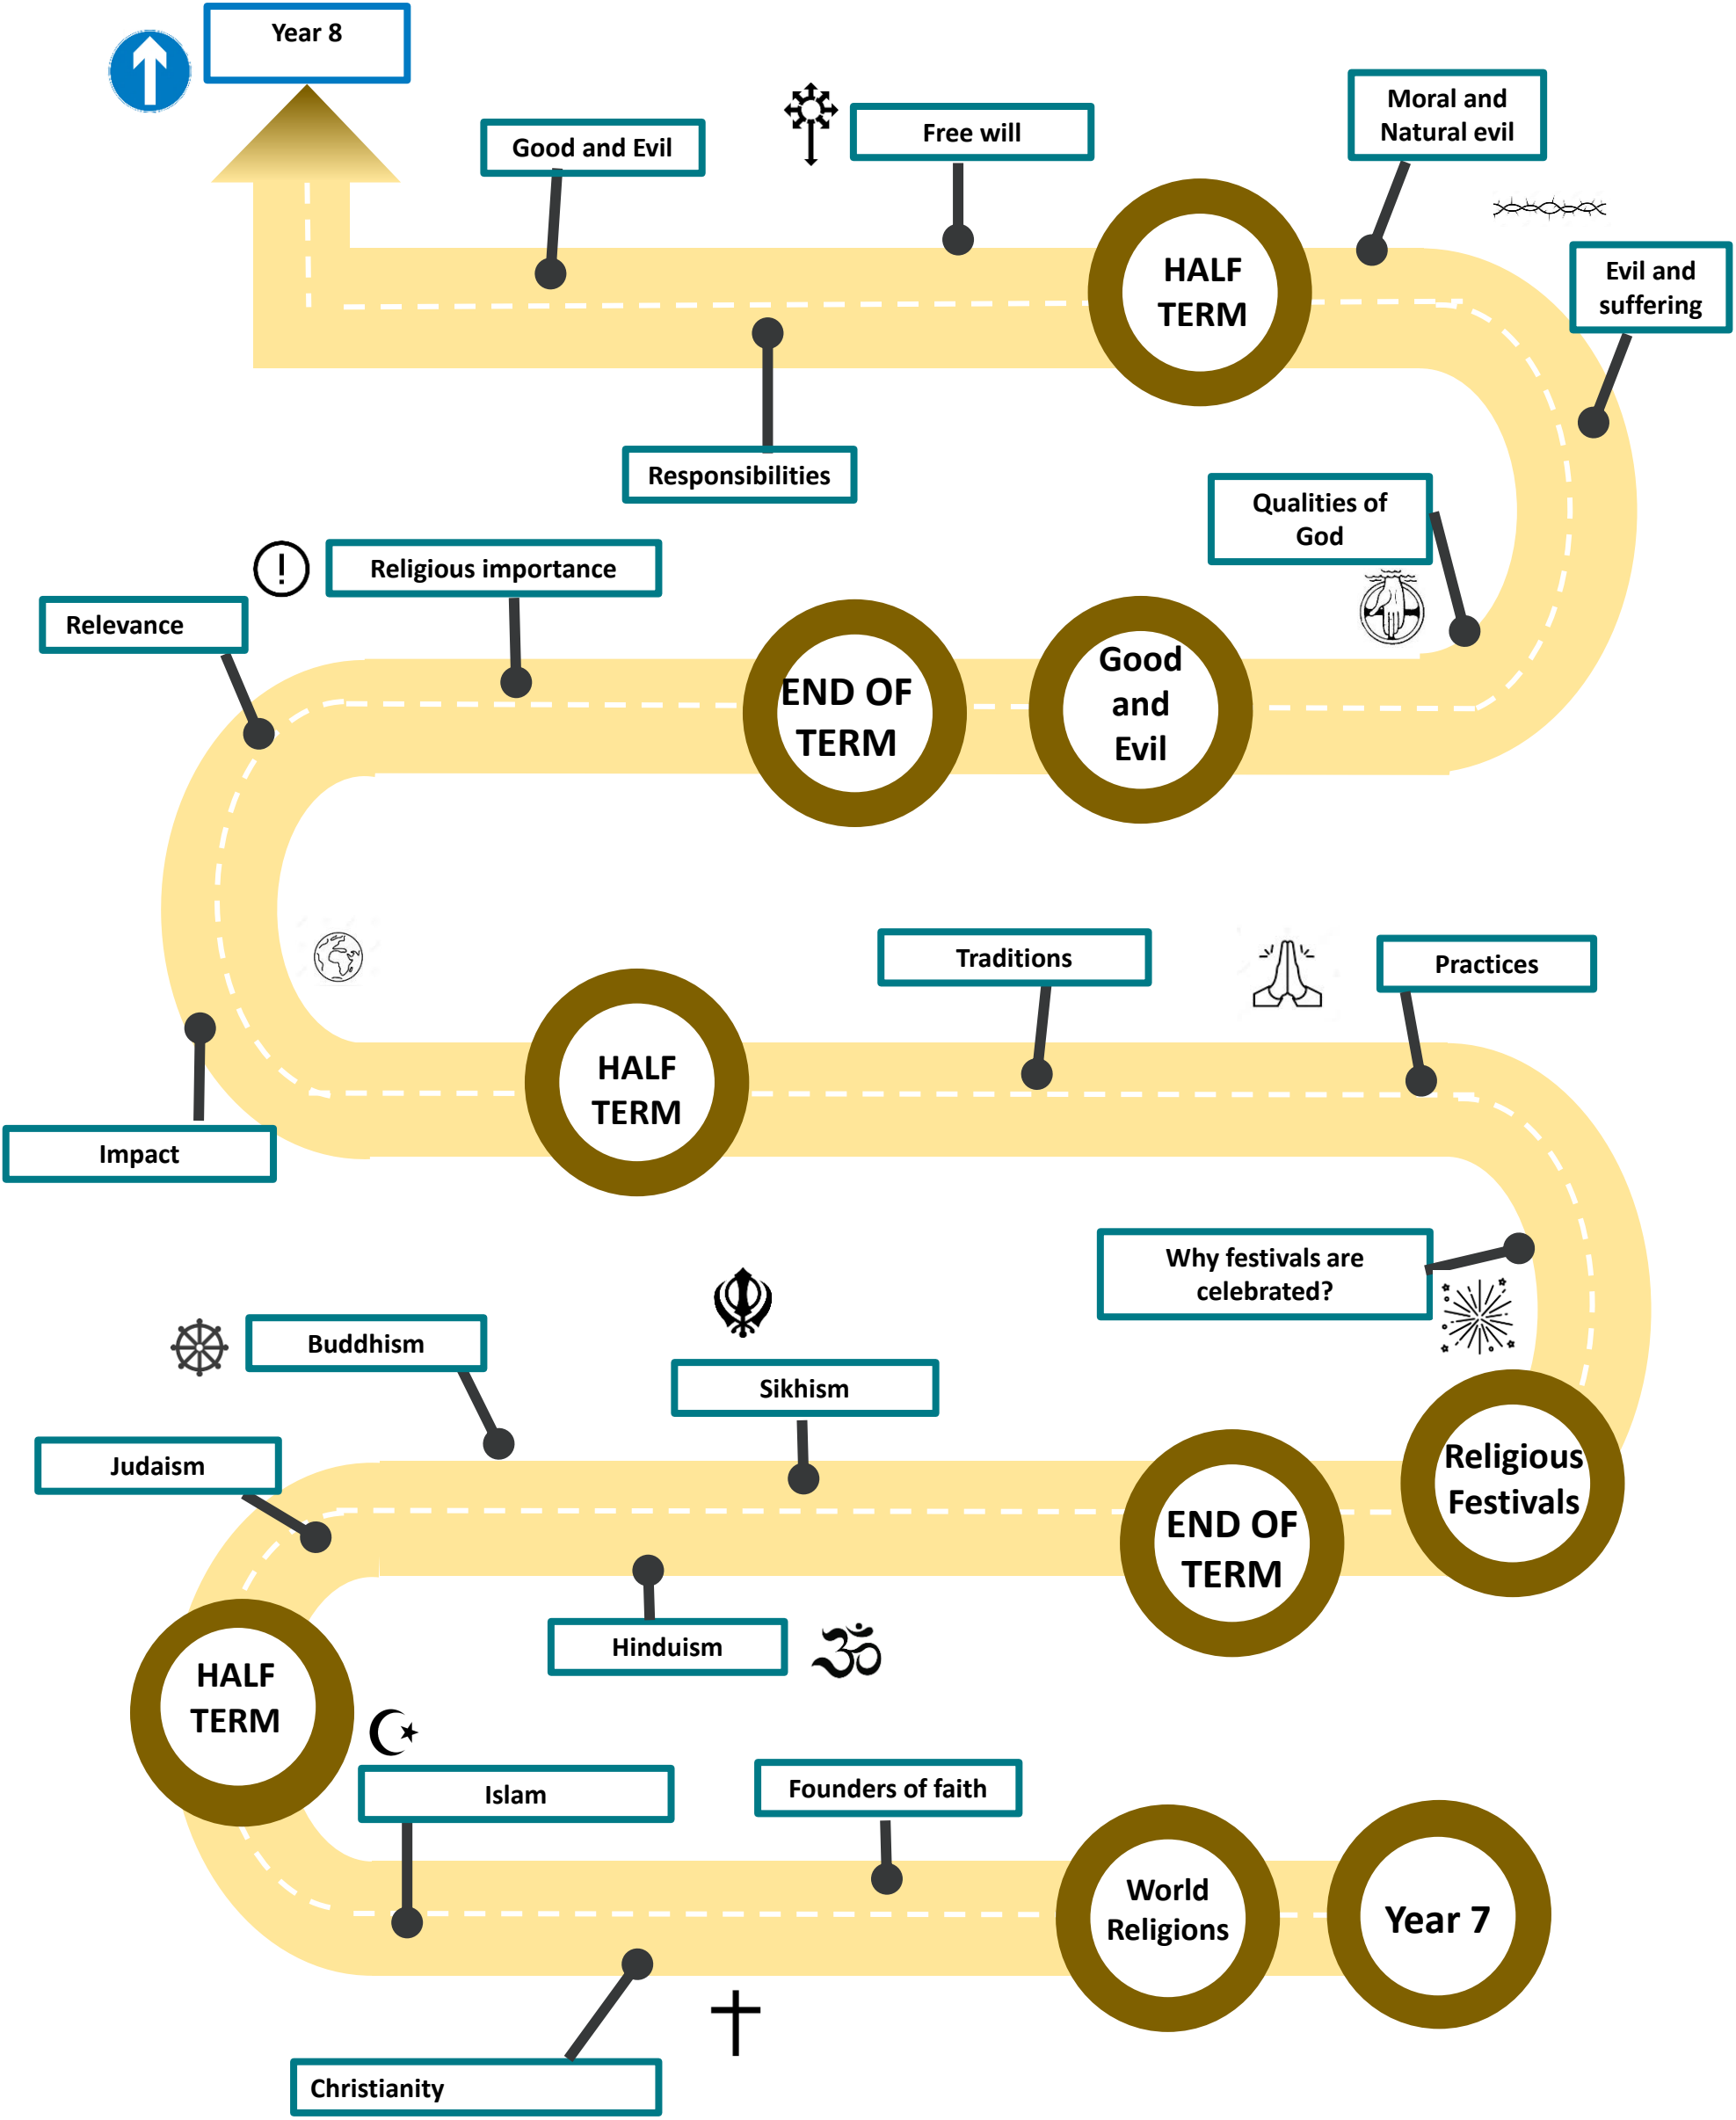 Year 8
Good and Evil
Free will
Moral and
Natural evil
HALF
TERM
Evil and
suffering
Responsibilities
Qualities of
God
Religious importance
Relevance
END OF
TERM
Good
and
Evil
Traditions
Practices
HALF
TERM
Impact
Why festivals are
celebrated?
Buddhism
Sikhism
Judaism
Religious
Festivals
END OF
TERM
Hinduism
HALF
TERM
Islam
Founders of faith
World
Religions
Year 7
Christianity